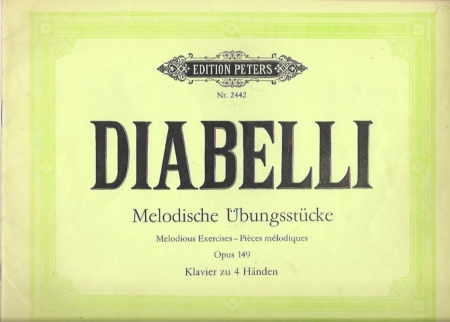 EDITION PETERS
Nr. 2442
DIABELLI
Melodische Übungsstücke
Melodious Exercises – Pièces mélodiques
Opus 149
Klavier zu 4 Händen